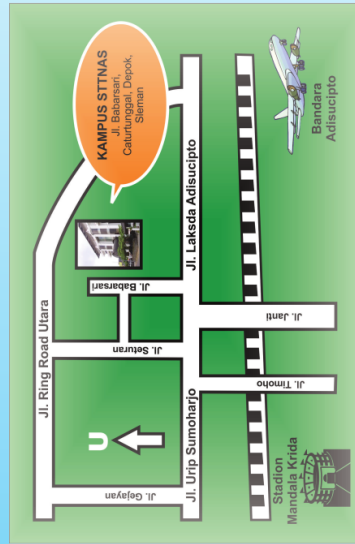 KAMPUS STTNAS
Jl. Babarsari,
Caturtunggal, Depok,
Sleman
Bandara
Adisucipto
Jl. Ring Road Utara
Jl. Laksda Adisucipto
Jl. Babarsari
Jl. Janti
Jl. Seturan
Jl. Timoho
U
Jl. Urip Sumoharjo
Jl. Gejayan
Stadion
Mandala Krida